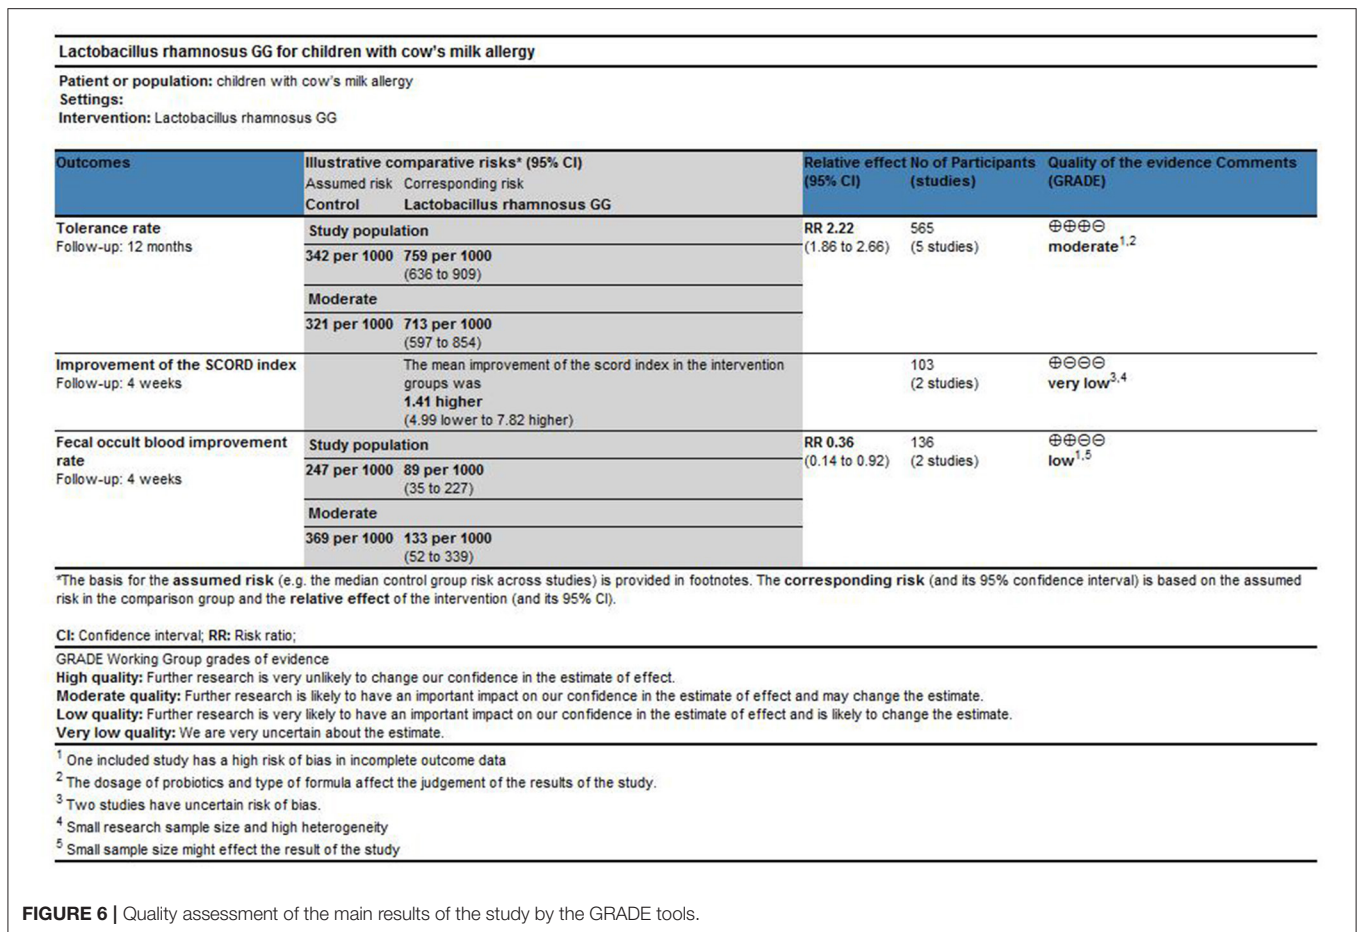 Lactobacillus rhamnosus GG for children with cow's milk allergy
Patient or population: children with cow's milk allergy
Settings:
Intervention: Lactobacillus rhamnosus GG
Outcomes Illustrative comparative risks* (95% CI) Relative effect No of Participants Quality of the evidence Comments
Assumed risk Corresponding risk (95% CI) (studies) (GRADE)
Control Lactobacillus rhamnosus GG
Tolerance rate Study population RR 2.22 565 ⊕⊕⊕⊖
Follow-up: 12 months (1.86 to 2.66) (5 studies) moderate1,2
342 per 1000 759 per 1000
(636 to 909)
Moderate
321 per 1000 713 per 1000
(597 to 854)
Improvement of the SCORD index The mean improvement of the scord index in the intervention 103 ⊕⊖⊖⊖
Follow-up: 4 weeks groups was (2 studies) very low3,4
1.41 higher
(4.99 lower to 7.82 higher)
Fecal occult blood improvement Study population RR 0.36 136 ⊕⊕⊖⊖
rate (0.14 to 0.92) (2 studies) low1,5
Follow-up: 4 weeks 247 per 1000 89 per 1000
(35 to 227)
Moderate
369 per 1000 133 per 1000
(52 to 339)
*The basis for the assumed risk (e.g. the median control group risk across studies) is provided in footnotes. The corresponding risk (and its 95% confidence interval) is based on the assumed
risk in the comparison group and the relative effect of the intervention (and its 95% CI).
CI: Confidence interval; RR: Risk ratio;
GRADE Working Group grades of evidence
High quality: Further research is very unlikely to change our confidence in the estimate of effect.
Moderate quality: Further research is likely to have an important impact on our confidence in the estimate of effect and may change the estimate.
Low quality: Further research is very likely to have an important impact on our confidence in the estimate of effect and is likely to change the estimate.
Very low quality: We are very uncertain about the estimate.
1 One included study has a high risk of bias in incomplete outcome data
2 The dosage of probiotics and type of formula affect the judgement of the results of the study.
3 Two studies have uncertain risk of bias.
4 Small research sample size and high heterogeneity
5 Small sample size might effect the result of the study
FIGURE 6 | Quality assessment of the main results of the study by the GRADE tools.